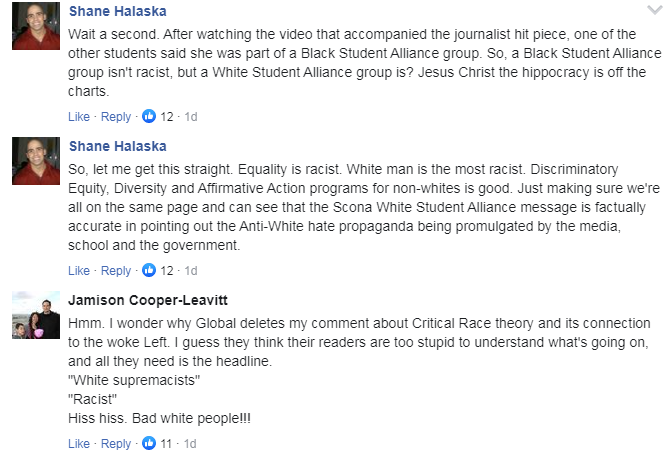 Shane Halaska
Wait a second. After watching the video that accompanied the journalist hit piece, one of the
other students said she was part of a Black Student Alliance group. So, a Black Student Alliance
group isn't racist, but a White Student Alliance group is? Jesus Christ the hippocracy is off the
charts.
Like · Reply · 12 · 1d
Shane Halaska
So, let me get this straight. Equality is racist. White man is the most racist. Discriminatory
Equity, Diversity and Affirmative Action programs for non-whites is good. Just making sure we're
all on the same page and can see that the Scona White Student Alliance message is factually
accurate in pointing out the Anti-White hate propaganda being promulgated by the media,
school and the government.
Like · Reply · 12 · 1d
Jamison Cooper-Leavitt
Hmm. I wonder why Global deletes my comment about Critical Race theory and its connection
to the woke Left. I guess they think their readers are too stupid to understand what's going on,
and all they need is the headline.
"White supremacists"
"Racist"
Hiss hiss. Bad white people!!!
Like · Reply · 11 · 1d